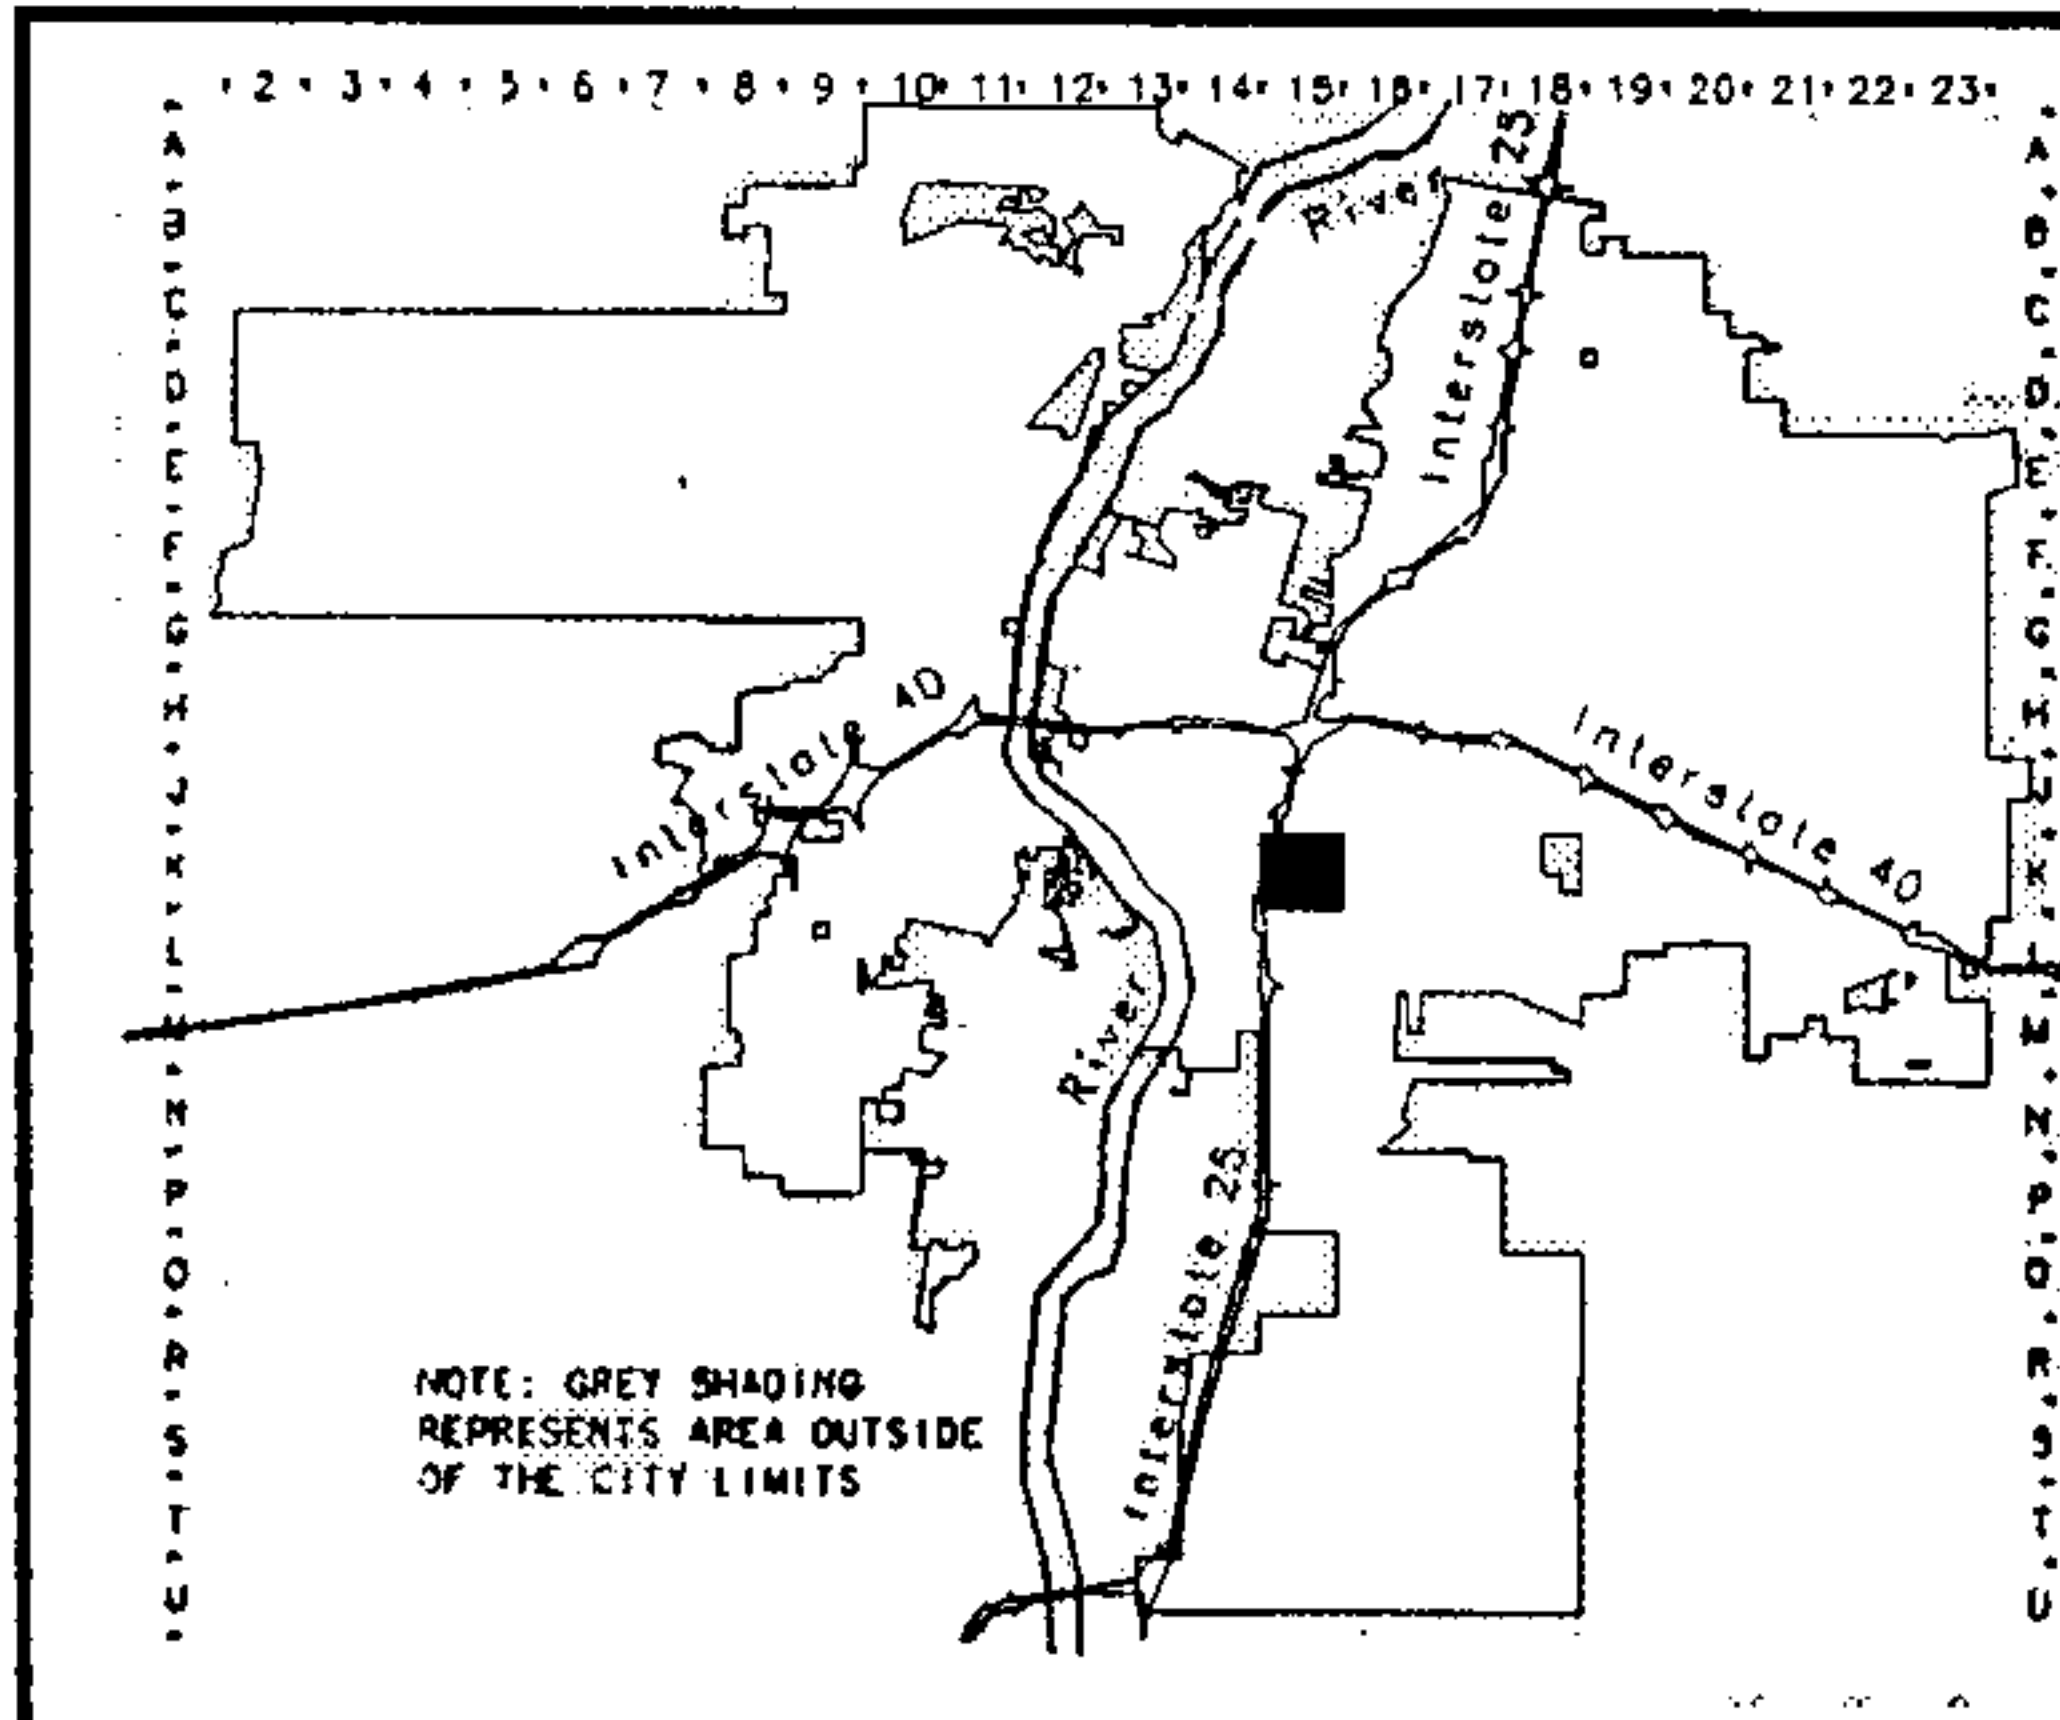 2 · 3 · 4 · 5 · 6 · 7 · 8 · 9 · 10 · 11 · 12 · 13 · 14 · 15 · 16 · 17 · 18 · 19 · 20 · 21 · 22 · 23
A
B
C
D
E
F
G
H
J
K
L
M
N
P
Q
R
S
T
U
A
B
C
D
E
F
G
H
J
K
L
M
N
P
Q
R
S
T
U
River
Interstate 25
Interstate 40
Interstate 40
River
Interstate 25
NOTE: GREY SHADING
REPRESENTS AREA OUTSIDE
OF THE CITY LIMITS